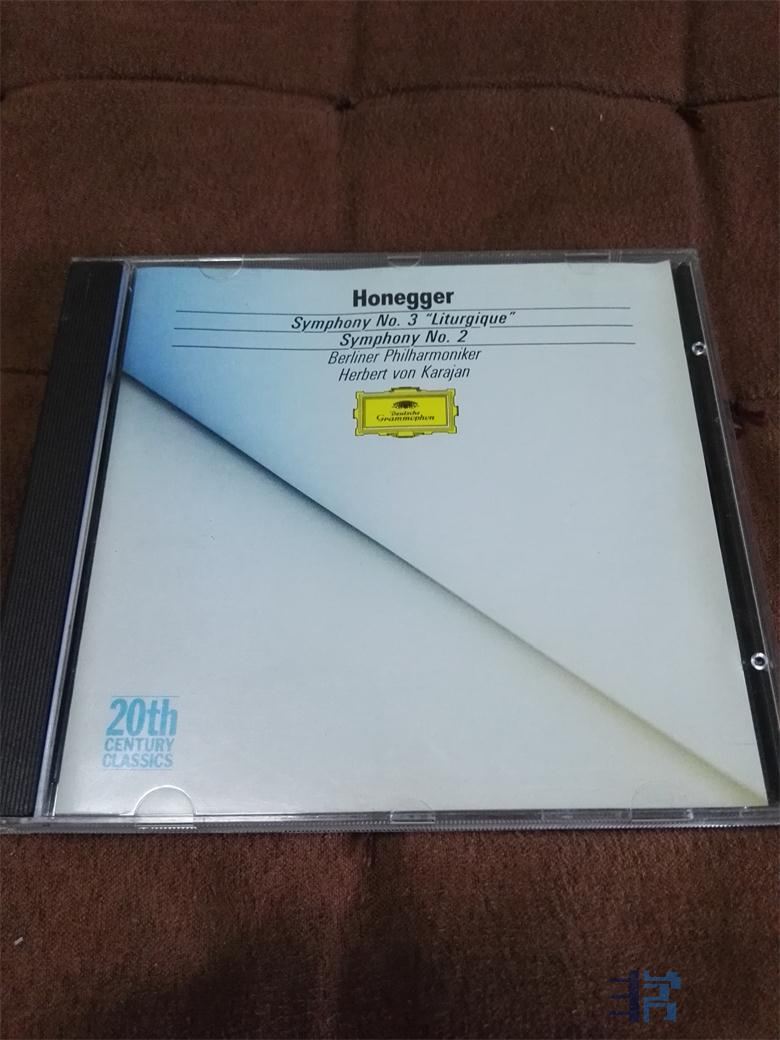 Honegger
Symphony No. 3 "Liturgique"
Symphony No. 2
Berliner Philharmoniker
Herbert von Karajan
Deutsche
Grammophon
20th
CENTURY
CLASSICS